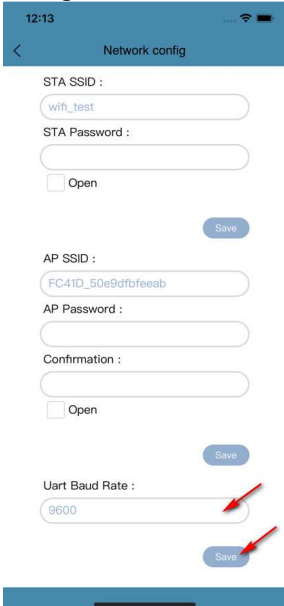 12:13
Network config
STA SSID :
wifi_test
STA Password :
Open
Save
AP SSID :
FC41D_50e9dfbfeeab
AP Password :
Confirmation :
Open
Save
Uart Baud Rate :
9600
Save